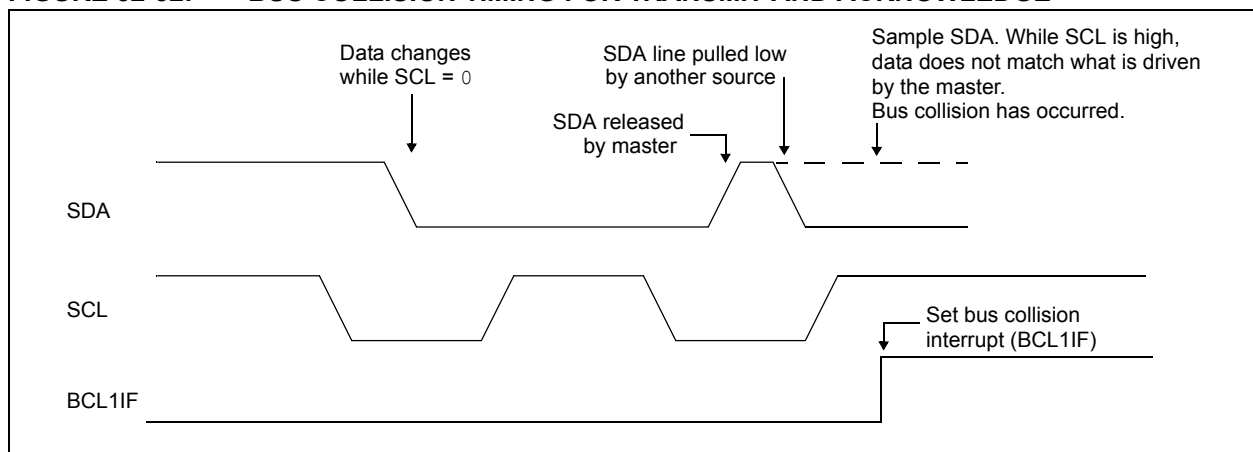 Data changes
while SCL = 0
SDA line pulled low
by another source
Sample SDA. While SCL is high,
data does not match what is driven
by the master.
Bus collision has occurred.
SDA released
by master
SDA
SCL
Set bus collision
interrupt (BCL1IF)
BCL1IF